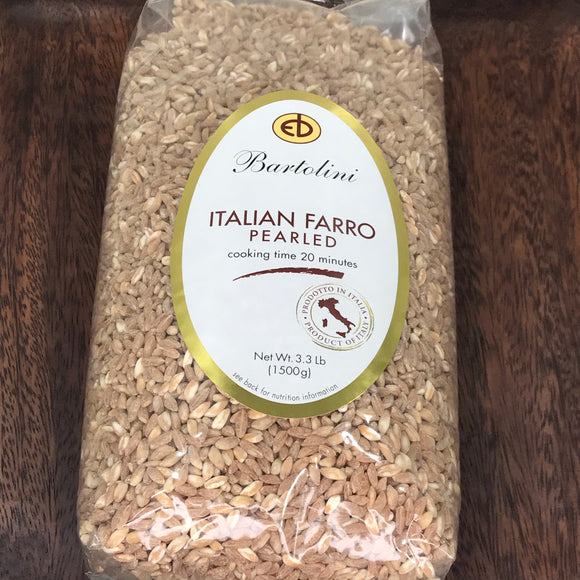 eb
Bartolini
ITALIAN FARRO
PEARLED
cooking time 20 minutes
PRODOTTO IN ITALIA
PRODUCT OF ITALY
Net Wt. 3.3 Lb
(1500g)
see back for nutrition information